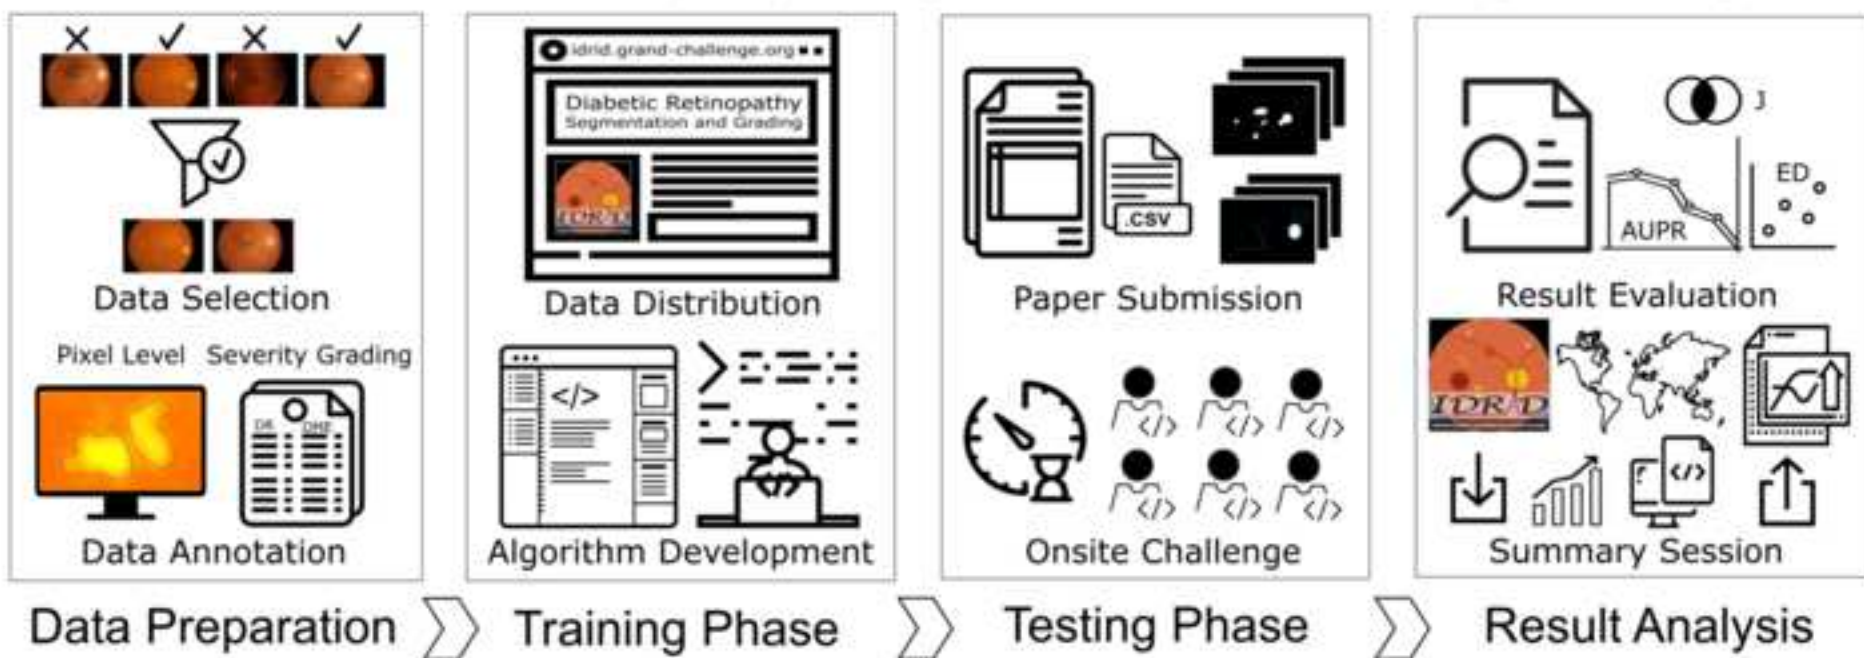 Data Selection
Pixel Level
Severity Grading
DR
DME
Data Annotation
Data Preparation
idrid.grand-challenge.org
Diabetic Retinopathy
Segmentation and Grading
IDRiD
Data Distribution
</>
</>
Algorithm Development
Training Phase
.CSV
Paper Submission
</>
</>
</>
</>
</>
</>
Onsite Challenge
Testing Phase
J
AUPR
ED
Result Evaluation
IDRiD
</>
Summary Session
Result Analysis